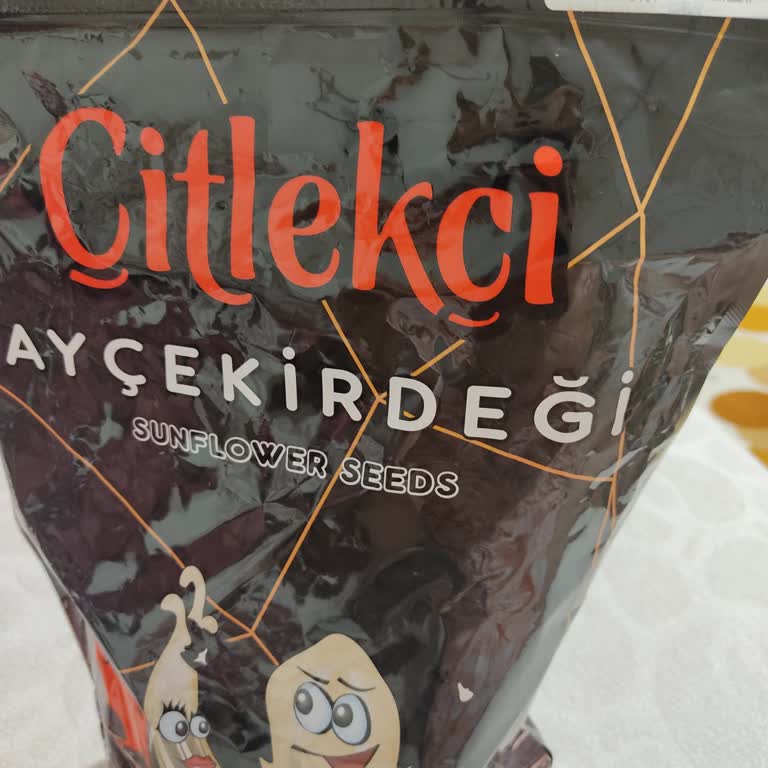 Çitlekçi
AYÇEKİRDEĞİ
SUNFLOWER SEEDS